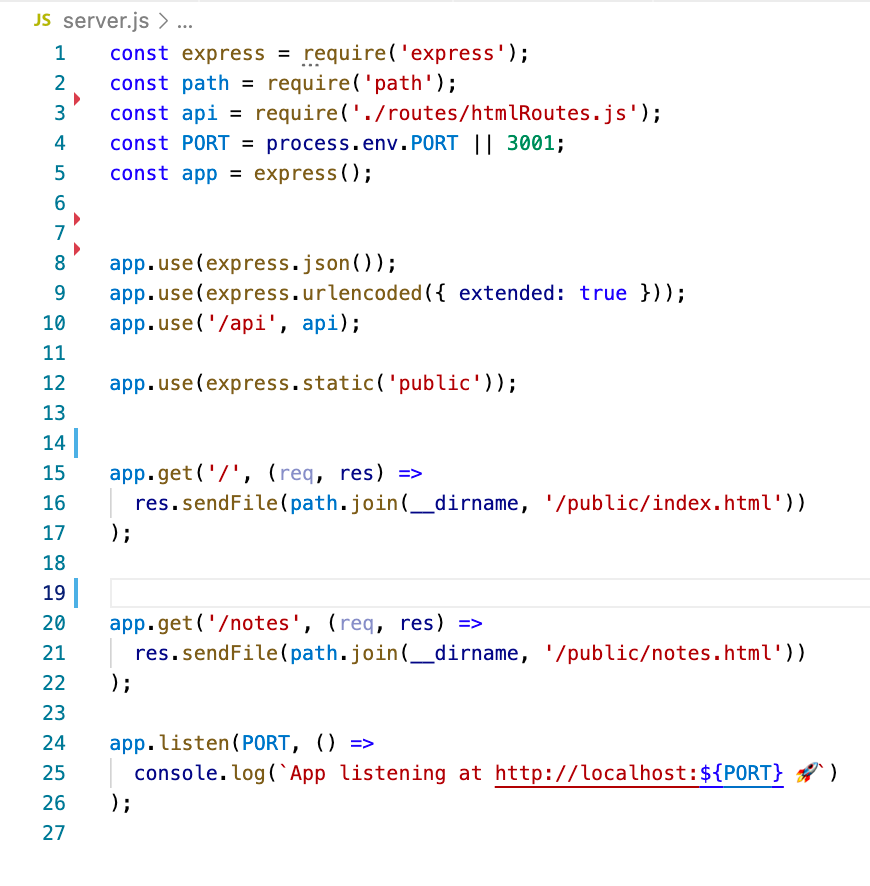 JS server.js > ...
1 const express = require('express');
2 const path = require('path');
3 const api = require('./routes/htmlRoutes.js');
4 const PORT = process.env.PORT || 3001;
5 const app = express();
6
7
8 app.use(express.json());
9 app.use(express.urlencoded({ extended: true }));
10 app.use('/api', api);
11
12 app.use(express.static('public'));
13
14
15 app.get('/', (req, res) =>
16   res.sendFile(path.join(__dirname, '/public/index.html'))
17 );
18
19
20 app.get('/notes', (req, res) =>
21   res.sendFile(path.join(__dirname, '/public/notes.html'))
22 );
23
24 app.listen(PORT, () =>
25   console.log(`App listening at http://localhost:${PORT} 🚀`)
26 );
27